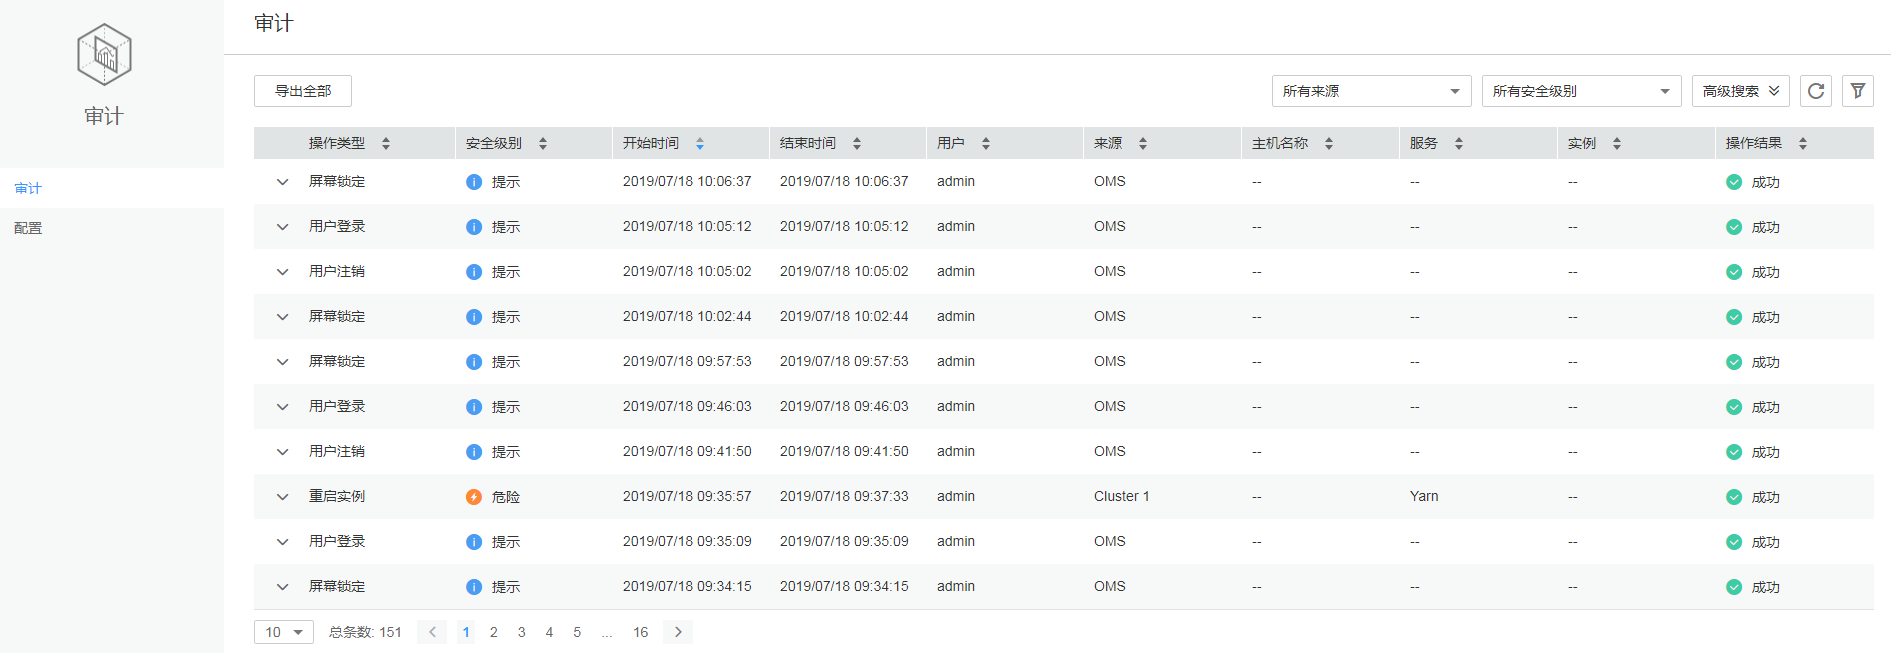 审计
审计
审计
配置
导出全部 所有来源 所有安全级别 高级搜索
操作类型 安全级别 开始时间 结束时间 用户 来源 主机名称 服务 实例 操作结果
屏幕锁定 提示 2019/07/18 10:06:37 2019/07/18 10:06:37 admin OMS -- -- -- 成功
用户登录 提示 2019/07/18 10:05:12 2019/07/18 10:05:12 admin OMS -- -- -- 成功
用户注销 提示 2019/07/18 10:05:02 2019/07/18 10:05:02 admin OMS -- -- -- 成功
屏幕锁定 提示 2019/07/18 10:02:44 2019/07/18 10:02:44 admin OMS -- -- -- 成功
屏幕锁定 提示 2019/07/18 09:57:53 2019/07/18 09:57:53 admin OMS -- -- -- 成功
用户登录 提示 2019/07/18 09:46:03 2019/07/18 09:46:03 admin OMS -- -- -- 成功
用户注销 提示 2019/07/18 09:41:50 2019/07/18 09:41:50 admin OMS -- -- -- 成功
重启实例 危险 2019/07/18 09:35:57 2019/07/18 09:37:33 admin Cluster 1 -- Yarn -- 成功
用户登录 提示 2019/07/18 09:35:09 2019/07/18 09:35:09 admin OMS -- -- -- 成功
屏幕锁定 提示 2019/07/18 09:34:15 2019/07/18 09:34:15 admin OMS -- -- -- 成功
10 总条数: 151 < 1 2 3 4 5 ... 16 >